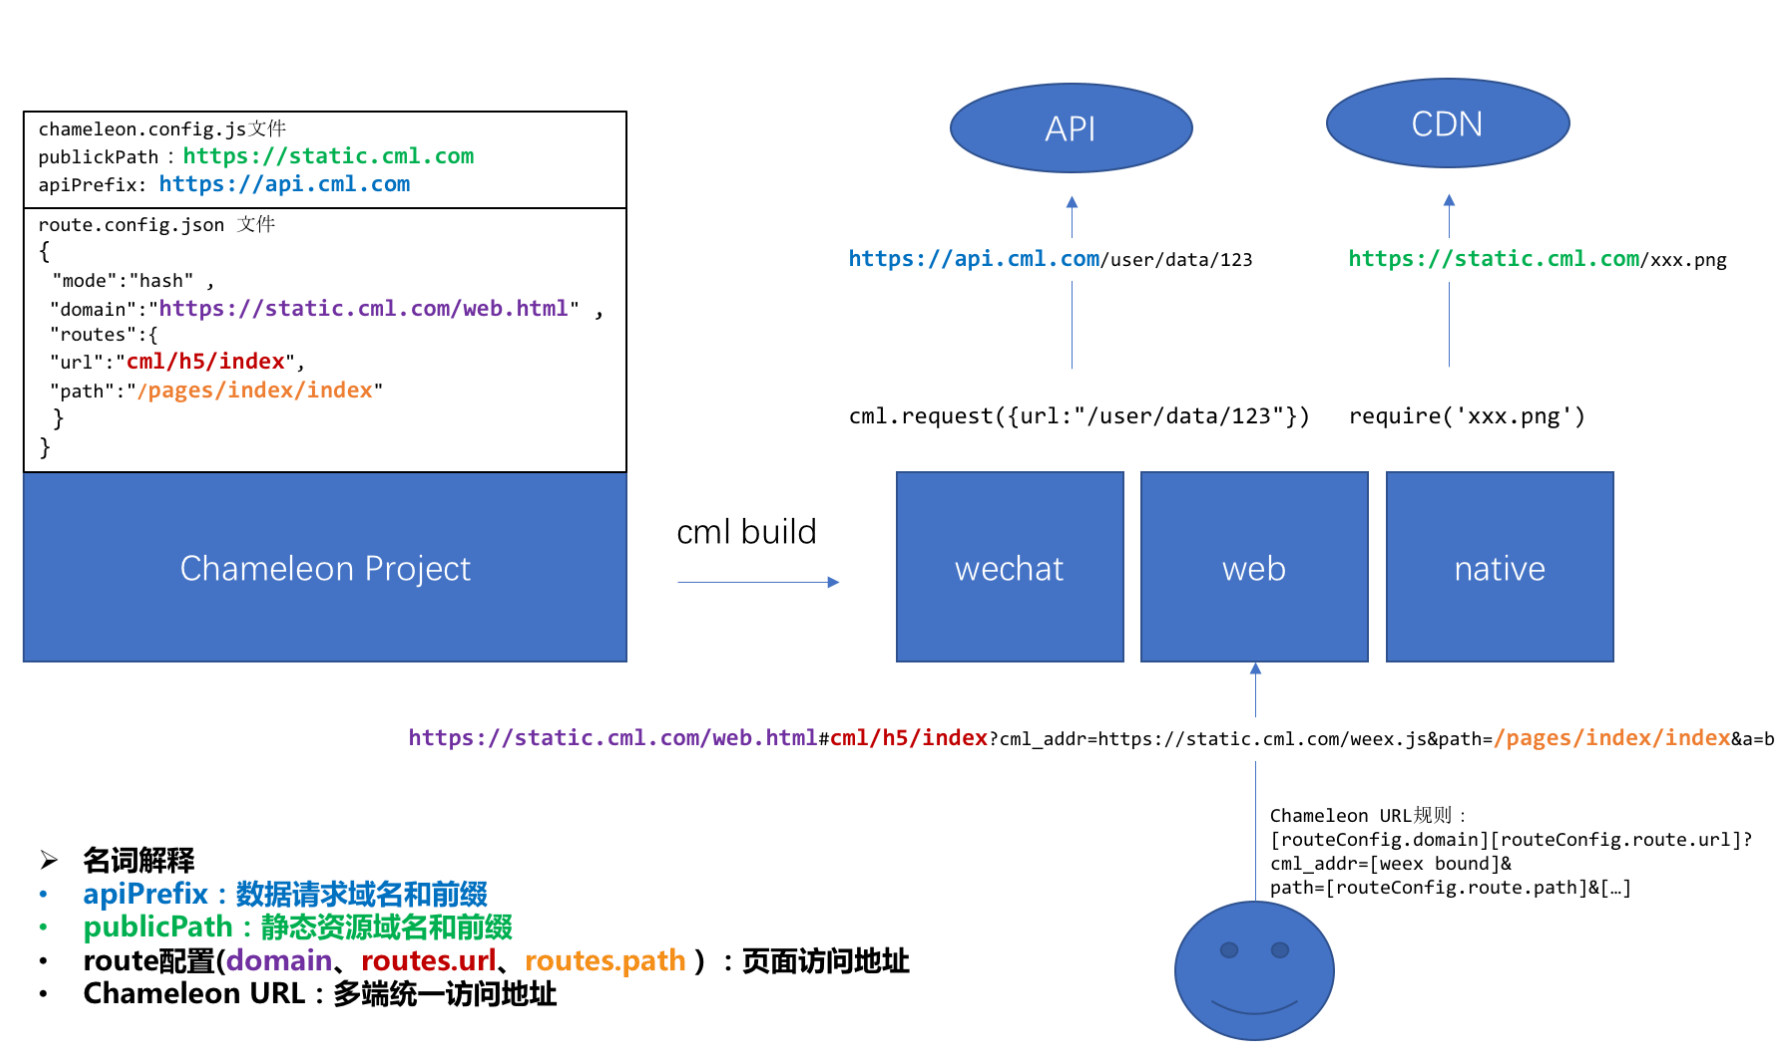 chameleon.config.js文件
publickPath：https://static.cml.com
apiPrefix: https://api.cml.com
route.config.json 文件
{
"mode":"hash" ,
"domain":"https://static.cml.com/web.html" ,
"routes":{
"url":"cml/h5/index",
"path":"/pages/index/index"
}
}
Chameleon Project
cml build
API
CDN
https://api.cml.com/user/data/123
https://static.cml.com/xxx.png
cml.request({url:"/user/data/123"})
require('xxx.png')
wechat
web
native
https://static.cml.com/web.html#cml/h5/index?cml_addr=https://static.cml.com/weex.js&path=/pages/index/index&a=b
Chameleon URL规则：
[routeConfig.domain][routeConfig.route.url]?
cml_addr=[weex bound]&
path=[routeConfig.route.path]&[…]
➢ 名词解释
• apiPrefix：数据请求域名和前缀
• publicPath：静态资源域名和前缀
• route配置(domain、routes.url、routes.path）：页面访问地址
• Chameleon URL：多端统一访问地址